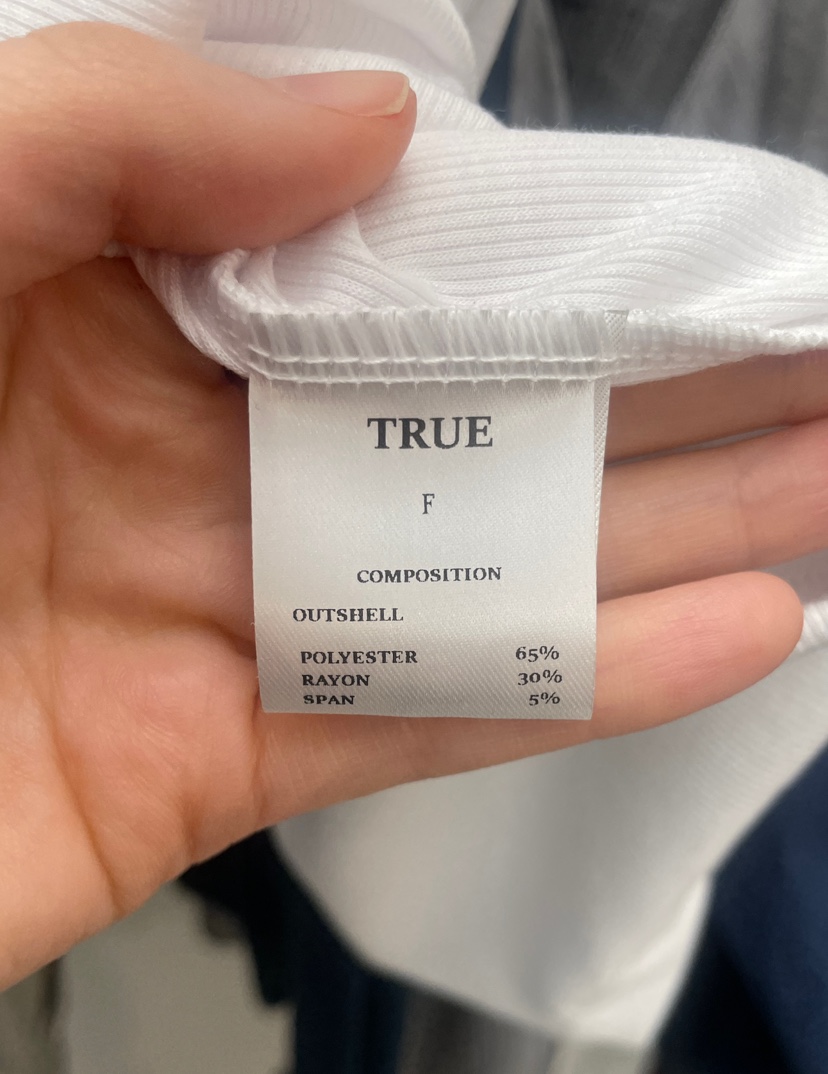 TRUE
F
COMPOSITION
OUTSHELL
POLYESTER 65%
RAYON 30%
SPAN 5%